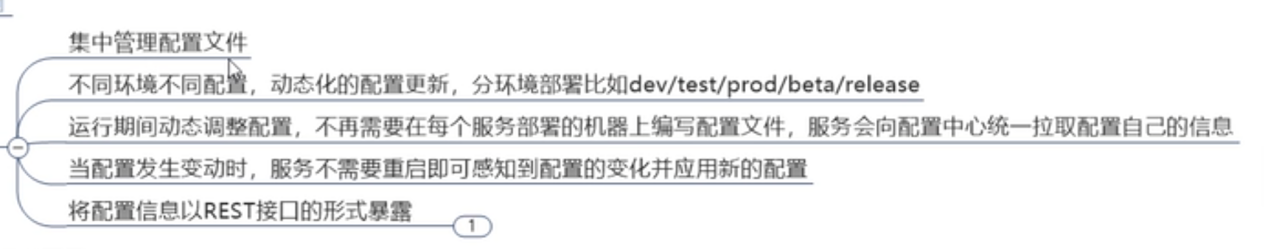 集中管理配置文件
不同环境不同配置，动态化的配置更新，分环境部署比如dev/test/prod/beta/release
运行期间动态调整配置，不再需要在每个服务部署的机器上编写配置文件，服务会向配置中心统一拉取配置自己的信息
当配置发生变动时，服务不需要重启即可感知到配置的变化并应用新的配置
将配置信息以REST接口的形式暴露
1